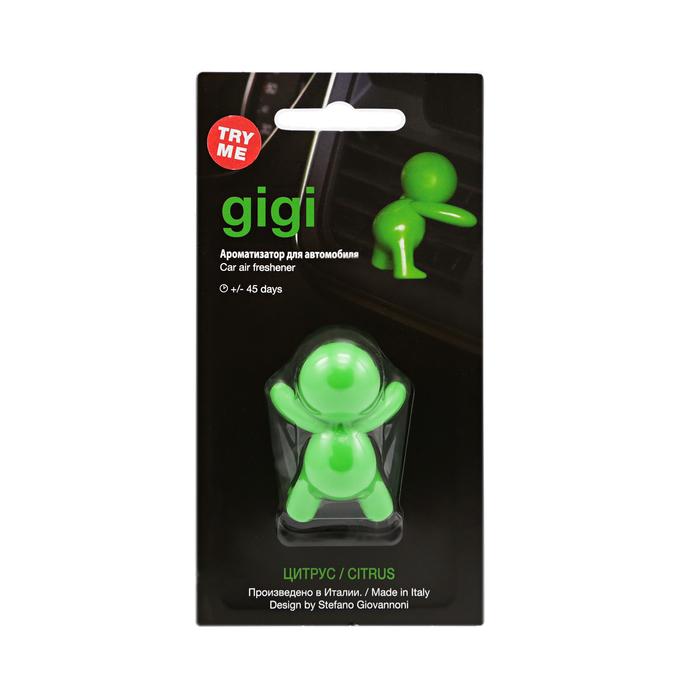 TRY
ME
gigi
Ароматизатор для автомобиля
Car air freshener
+/- 45 days
ЦИТРУС / CITRUS
Произведено в Италии. / Made in Italy
Design by Stefano Giovannoni